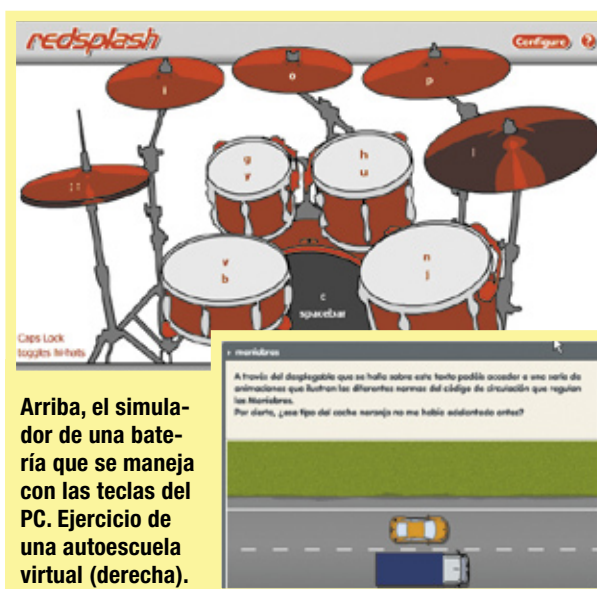 redsplash
Configure ?
i
o
p
l
g
y
h
u
v
b
n
j
c
spacebar
Caps Lock
toggles hi-hats
maniobras
A través del desplegable que se halla sobre este texto podéis acceder a una serie de
animaciones que ilustran las diferentes normas del código de circulación que regulan
las Maniobras.
Por cierto, ¿ese tipo del coche naranja no me había adelantado antes?
Arriba, el simula-
dor de una bate-
ría que se maneja
con las teclas del
PC. Ejercicio de
una autoescuela
virtual (derecha).